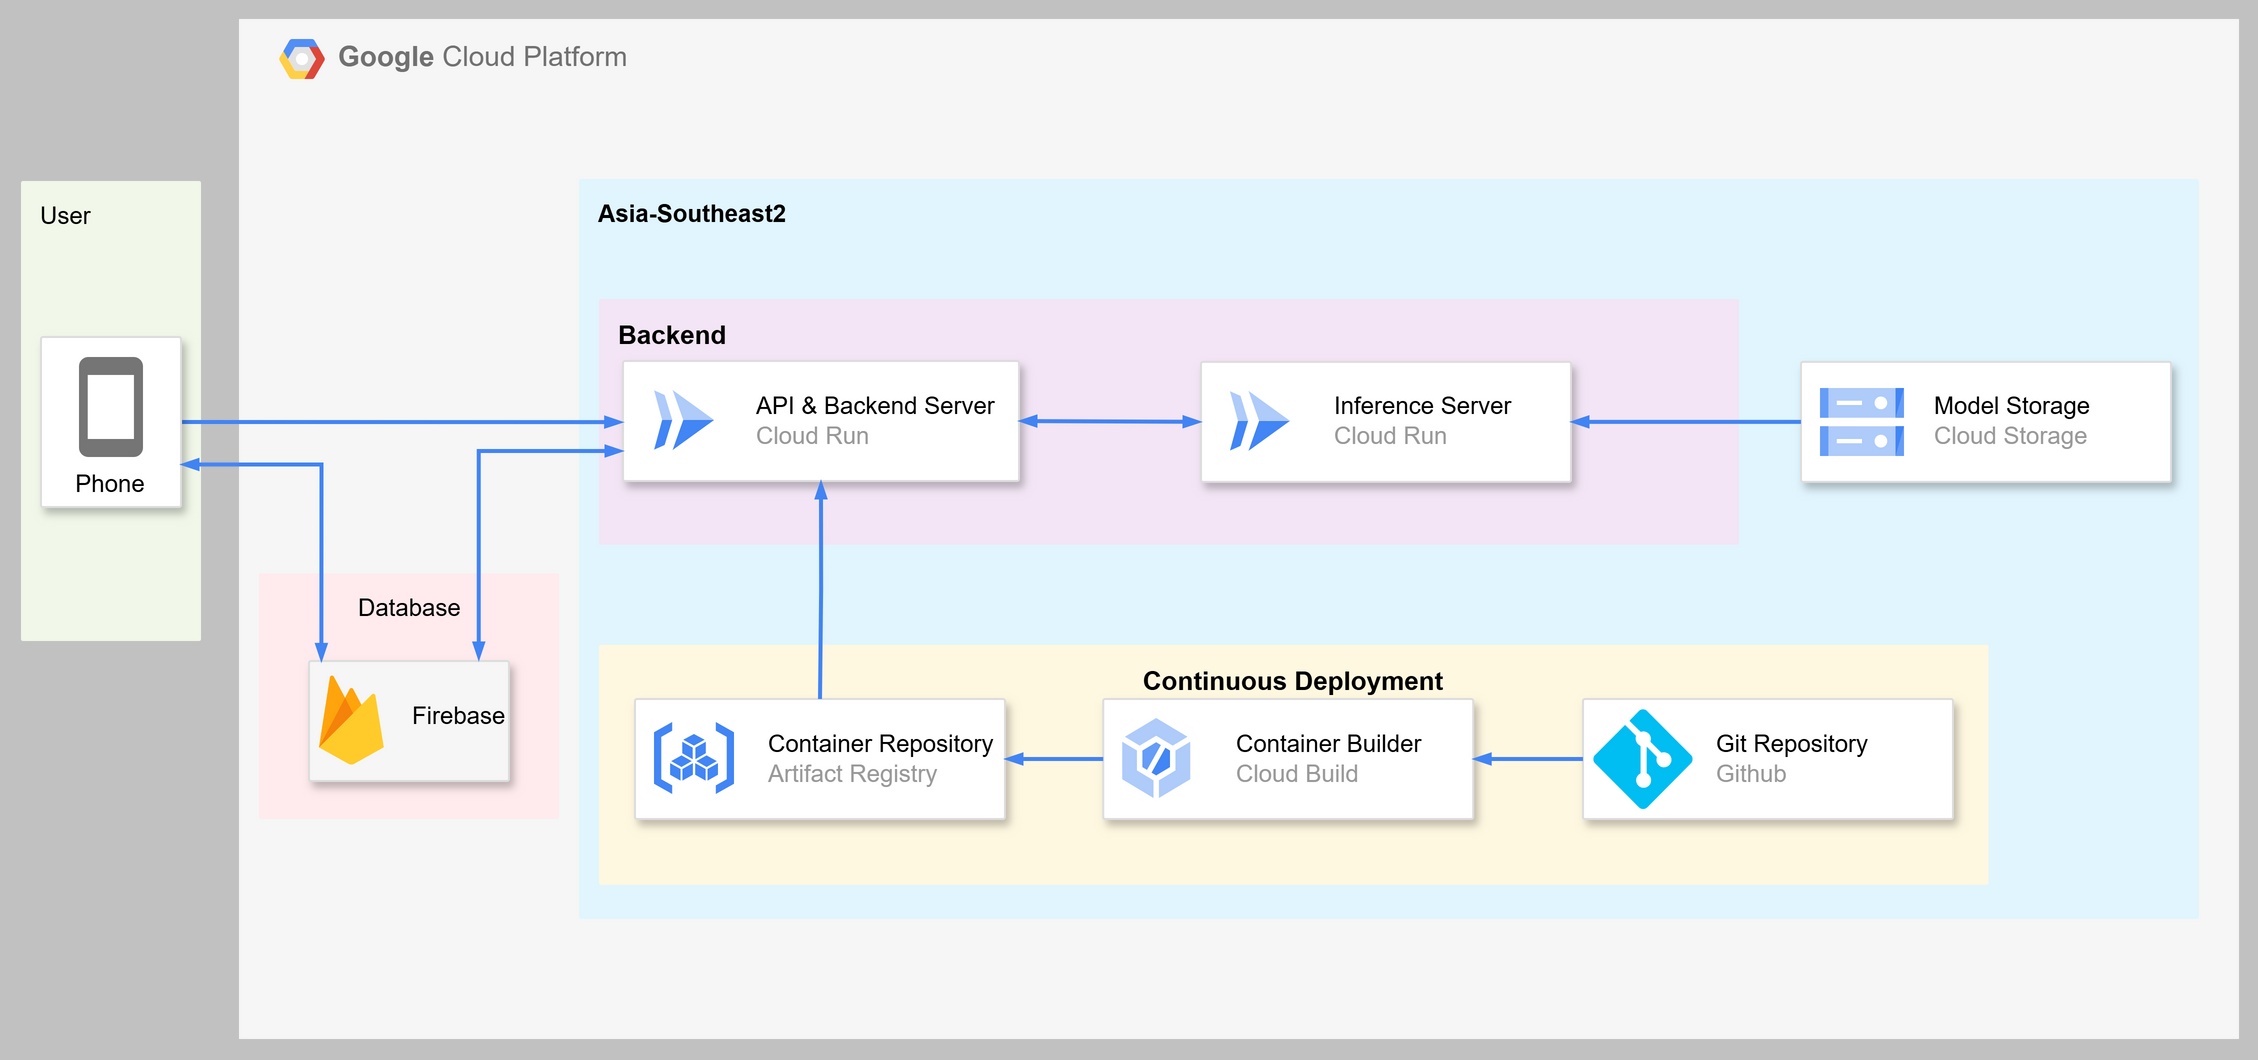 Google Cloud Platform
User
Phone
Asia-Southeast2
Backend
API & Backend Server
Cloud Run
Inference Server
Cloud Run
Model Storage
Cloud Storage
Database
Firebase
Continuous Deployment
Container Repository
Artifact Registry
Container Builder
Cloud Build
Git Repository
Github